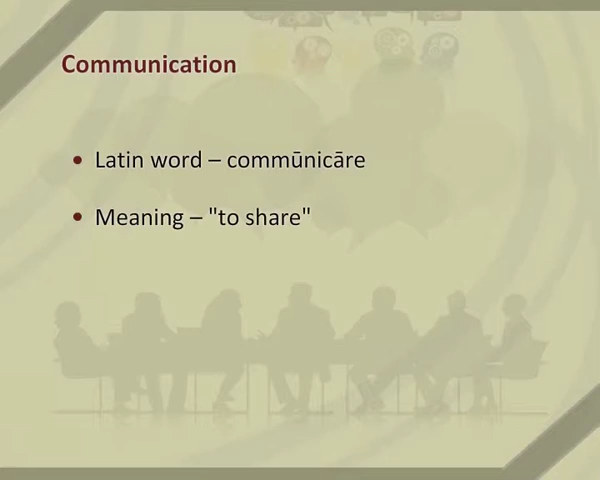 Communication
• Latin word – commūnicāre
• Meaning – "to share"